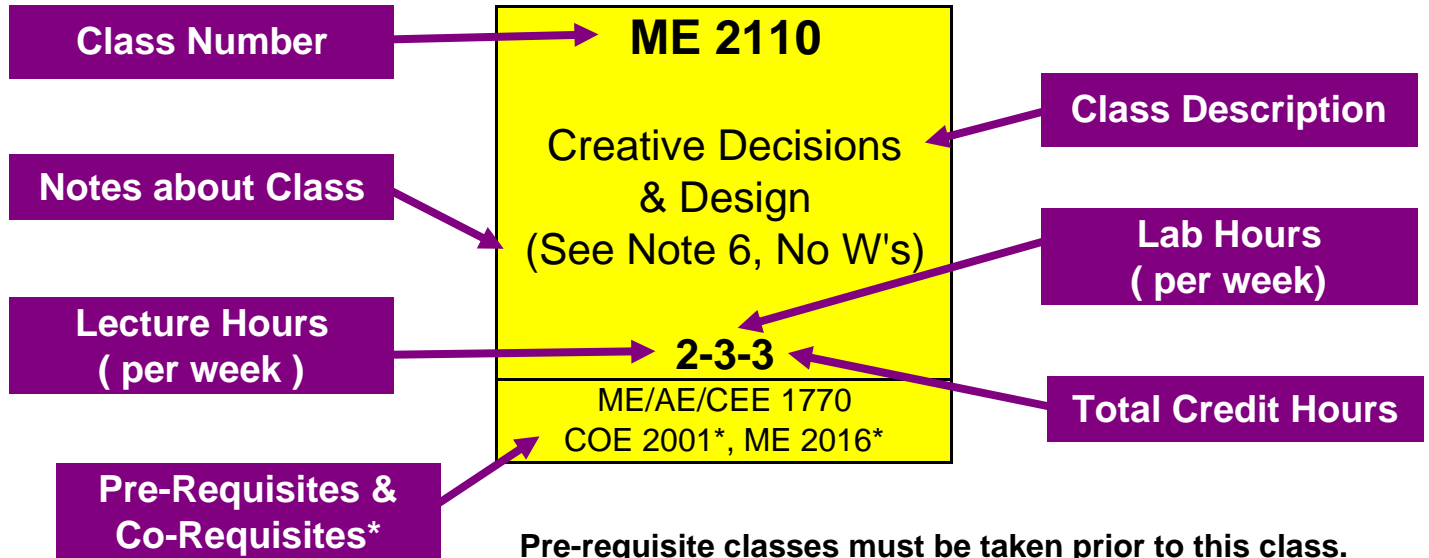 Class Number
ME 2110
Class Description
Creative Decisions
& Design
(See Note 6, No W's)
Notes about Class
Lab Hours
( per week)
Lecture Hours
( per week )
2-3-3
Total Credit Hours
ME/AE/CEE 1770
COE 2001*, ME 2016*
Pre-Requisites &
Co-Requisites*
Pre-requisite classes must be taken prior to this class.